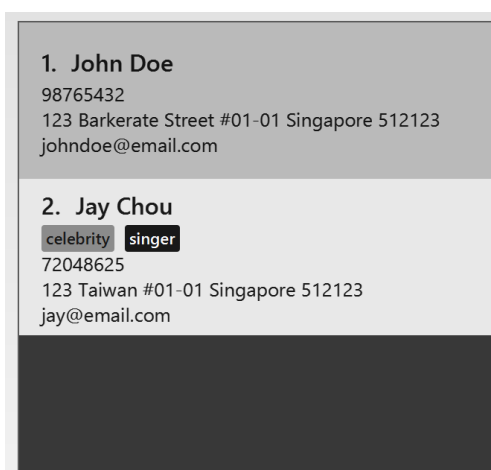 1. John Doe
98765432
123 Barkerate Street #01-01 Singapore 512123
johndoe@email.com
2. Jay Chou
celebrity singer
72048625
123 Taiwan #01-01 Singapore 512123
jay@email.com